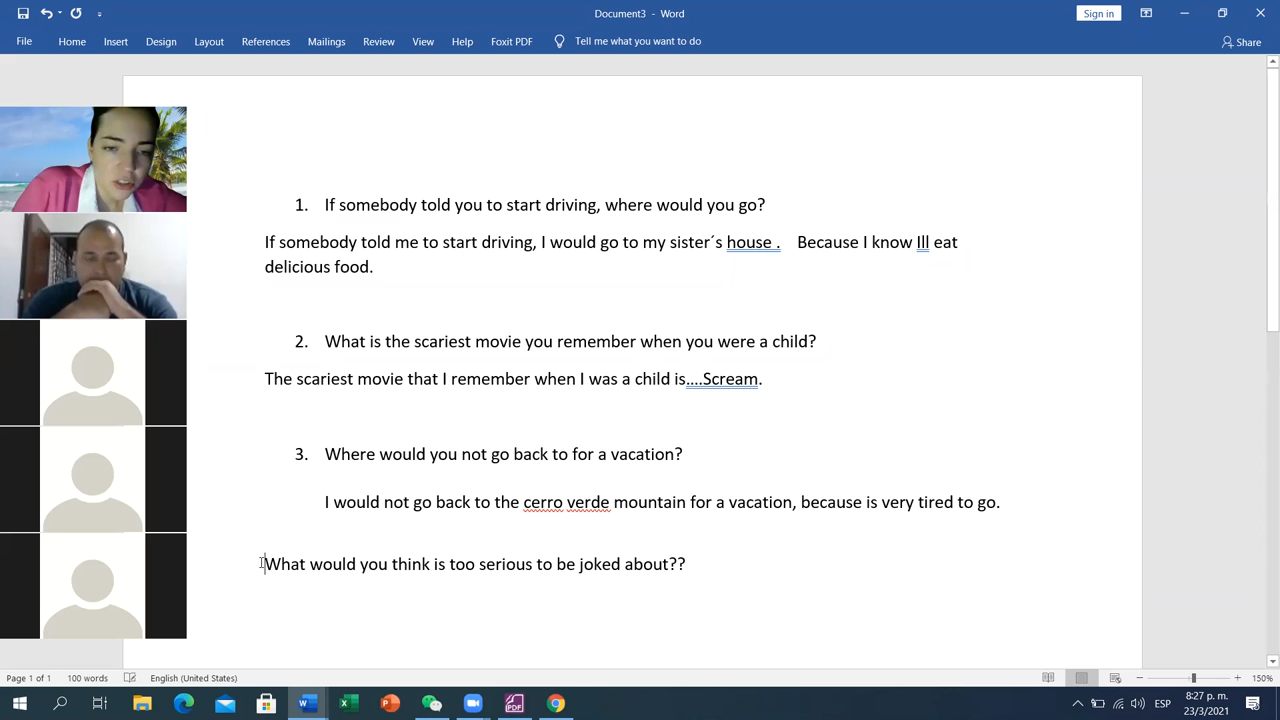 Document3 - Word
Sign in
File Home Insert Design Layout References Mailings Review View Help Foxit PDF Tell me what you want to do
Share
1. If somebody told you to start driving, where would you go?
If somebody told me to start driving, I would go to my sister´s house . Because I know Ill eat
delicious food.
2. What is the scariest movie you remember when you were a child?
The scariest movie that I remember when I was a child is....Scream.
3. Where would you not go back to for a vacation?
I would not go back to the cerro verde mountain for a vacation, because is very tired to go.
What would you think is too serious to be joked about??
Page 1 of 1 100 words English (United States)
150%
ESP
8:27 p. m.
23/3/2021